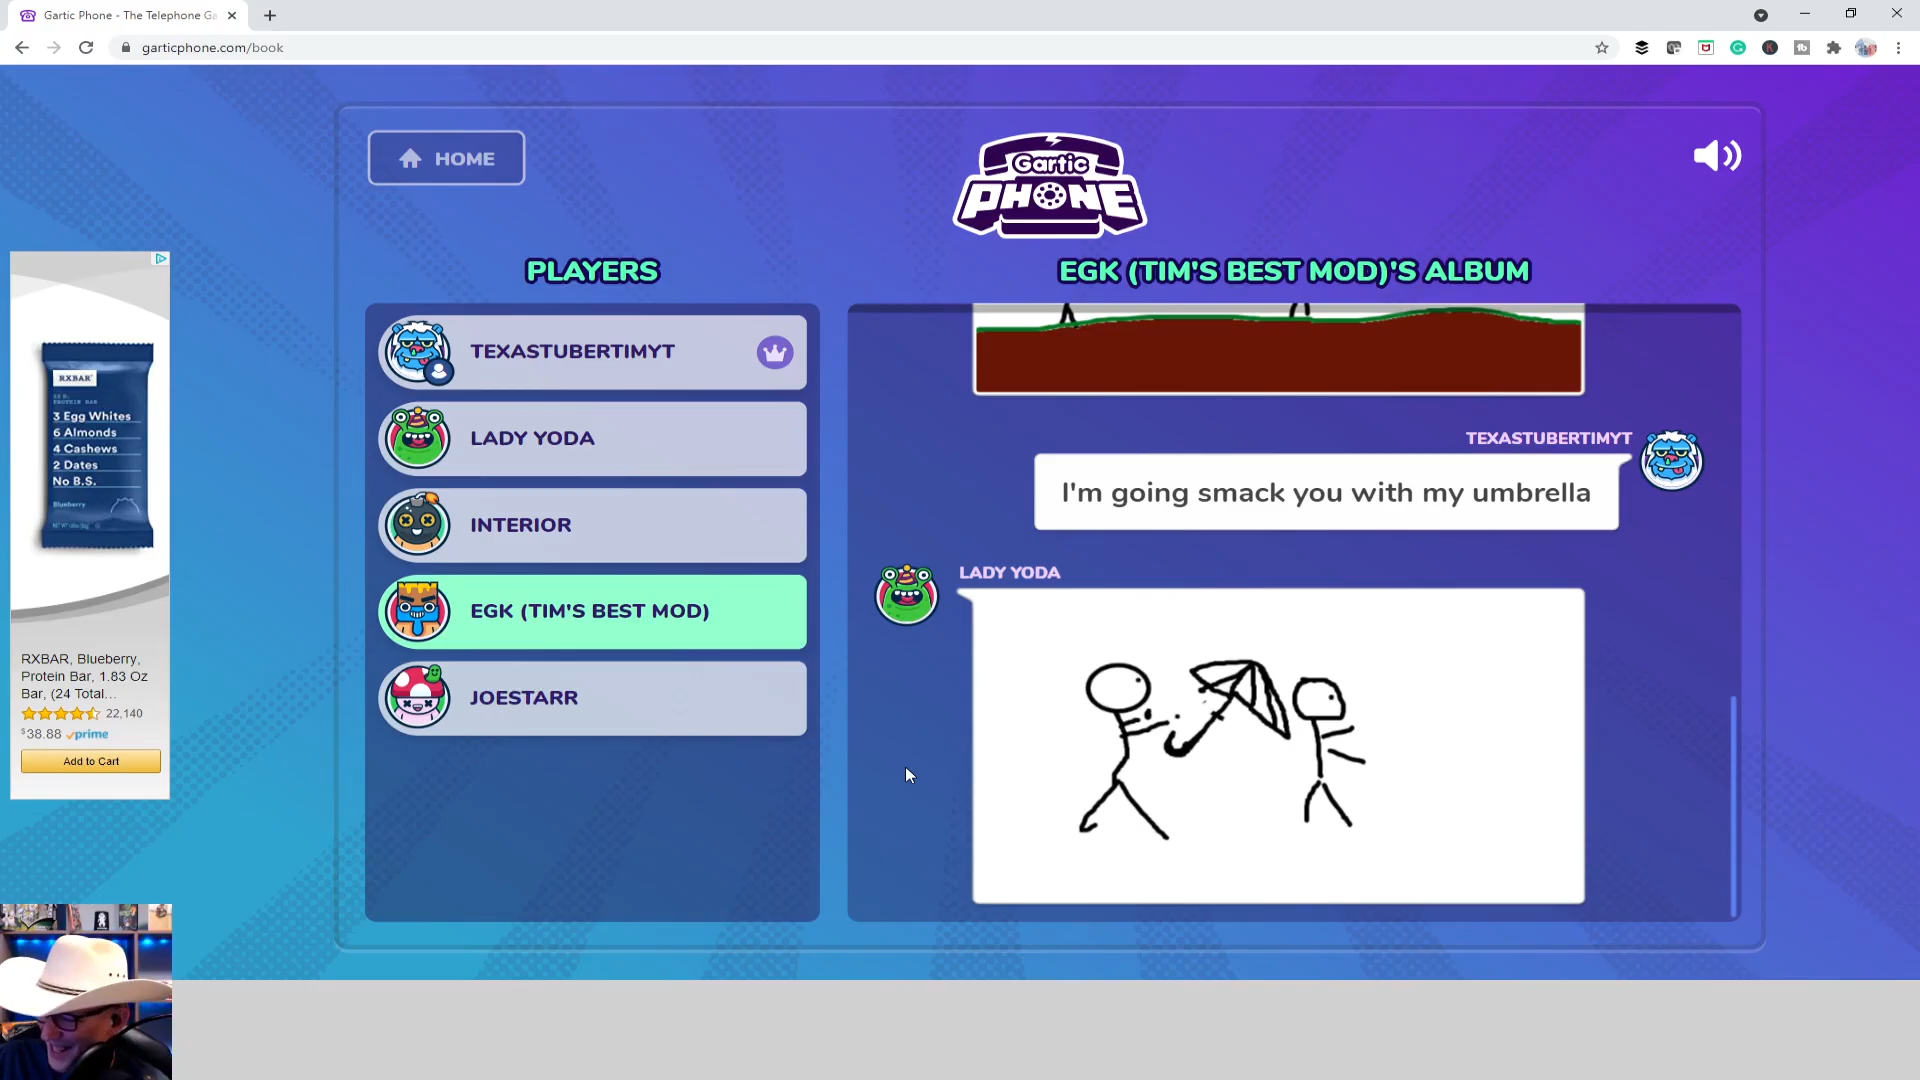 Gartic Phone - The Telephone Ga
garticphone.com/book
HOME
Gartic
PHONE
PLAYERS
EGK (TIM'S BEST MOD)'S ALBUM
TEXASTUBERTIMYT
LADY YODA
INTERIOR
EGK (TIM'S BEST MOD)
JOESTARR
TEXASTUBERTIMYT
I'm going smack you with my umbrella
LADY YODA
RXBAR
PROTEIN BAR
3 Egg Whites
6 Almonds
4 Cashews
2 Dates
No B.S.
Blueberry
RXBAR, Blueberry,
Protein Bar, 1.83 Oz
Bar, (24 Total...
22,140
$38.88 prime
Add to Cart